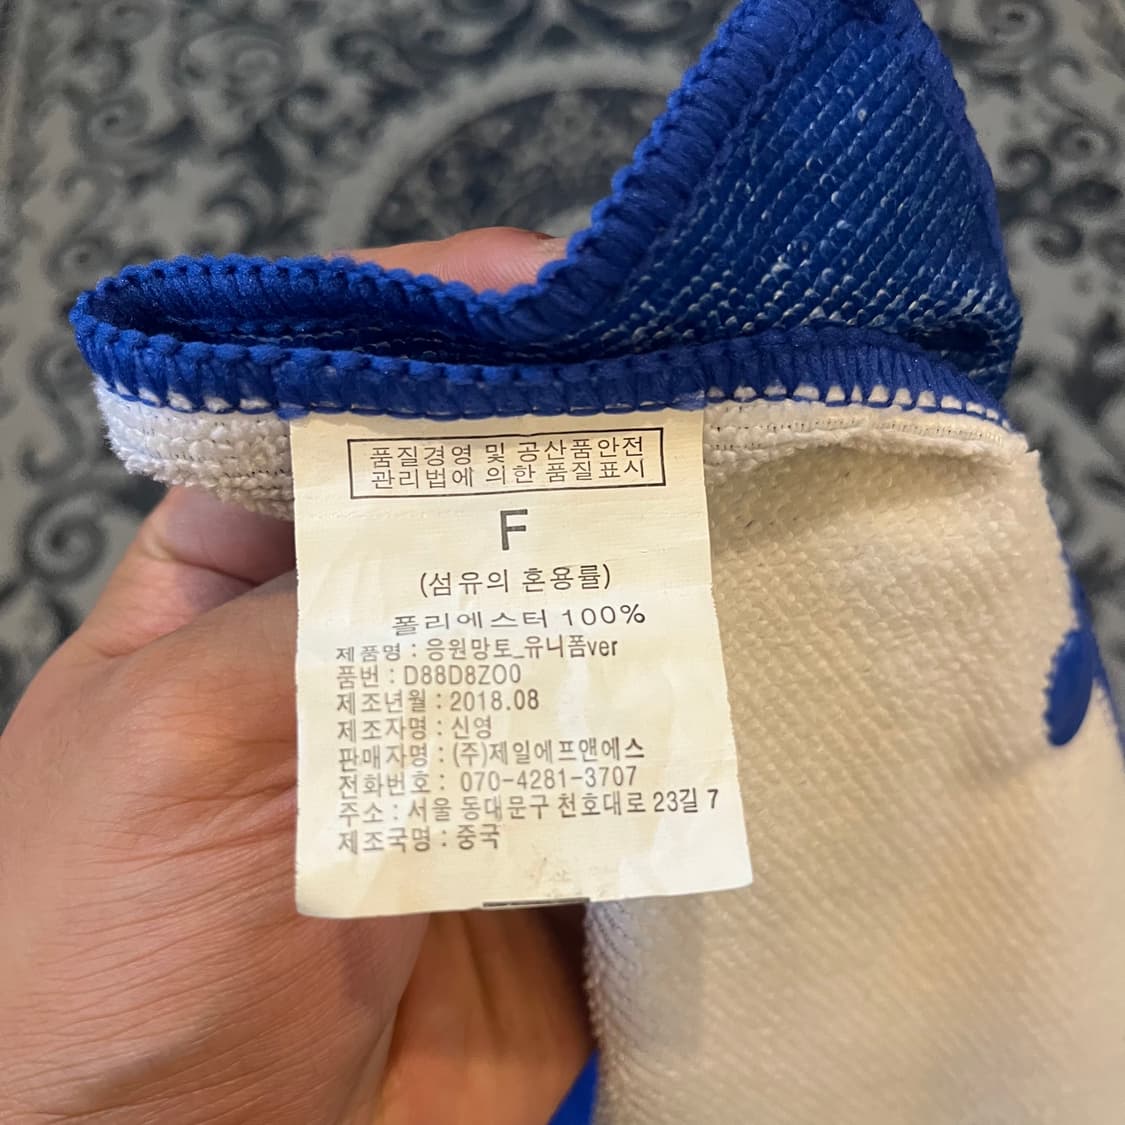 품질경영 및 공산품안전
관리법에 의한 품질표시
F
(섬유의 혼용률)
폴리에스터 100%
제품명 : 응원망토_유니폼ver
품번 : D88D8ZO0
제조년월 : 2018.08
제조자명 : 신영
판매자명 : (주)제일에프앤에스
전화번호 : 070-4281-3707
주소 : 서울 동대문구 천호대로 23길 7
제조국명 : 중국